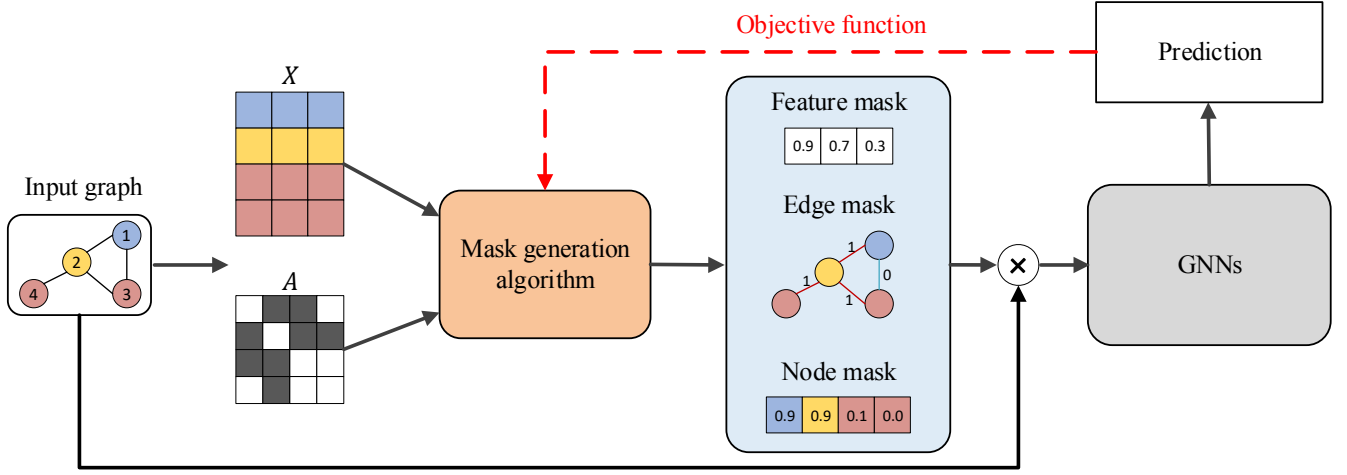 Objective function
Prediction
X
Feature mask
0.9 0.7 0.3
Input graph
1
2
4 3
Mask generation
algorithm
Edge mask
1
0
1 1
×
GNNs
A
Node mask
0.9 0.9 0.1 0.0